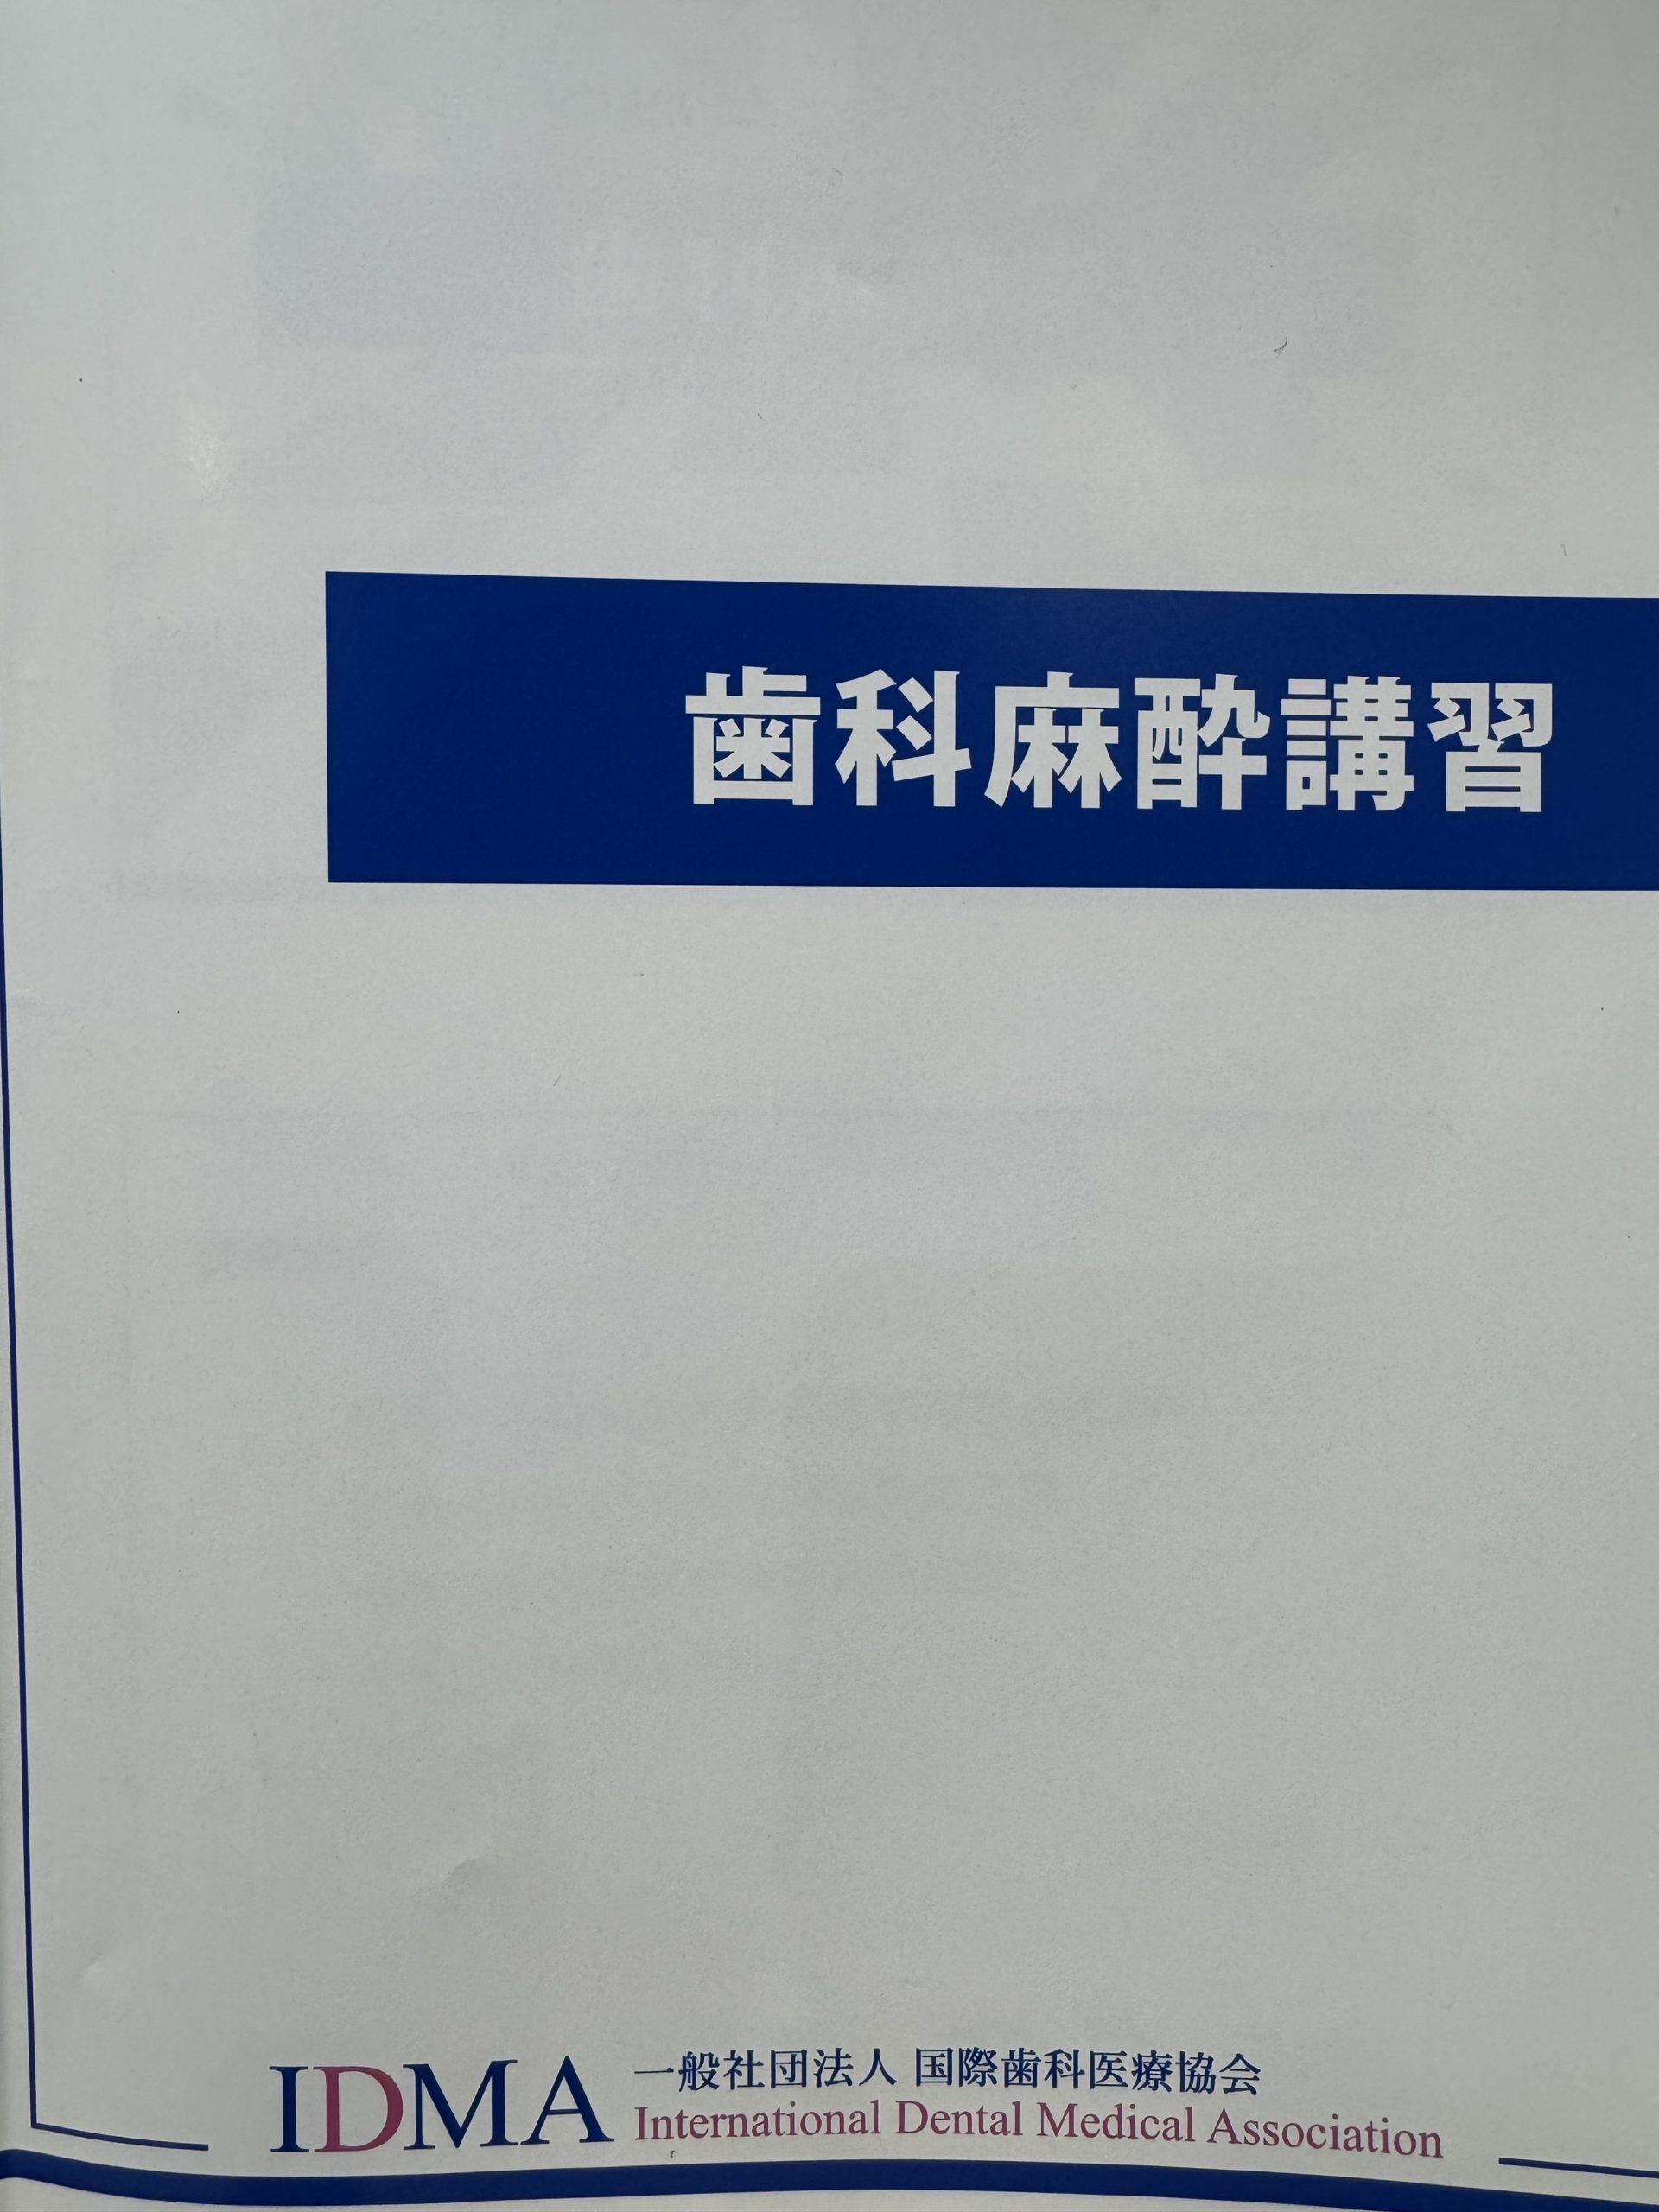 歯科麻酔講習
IDMA
一般社団法人 国際歯科医療協会
International Dental Medical Association